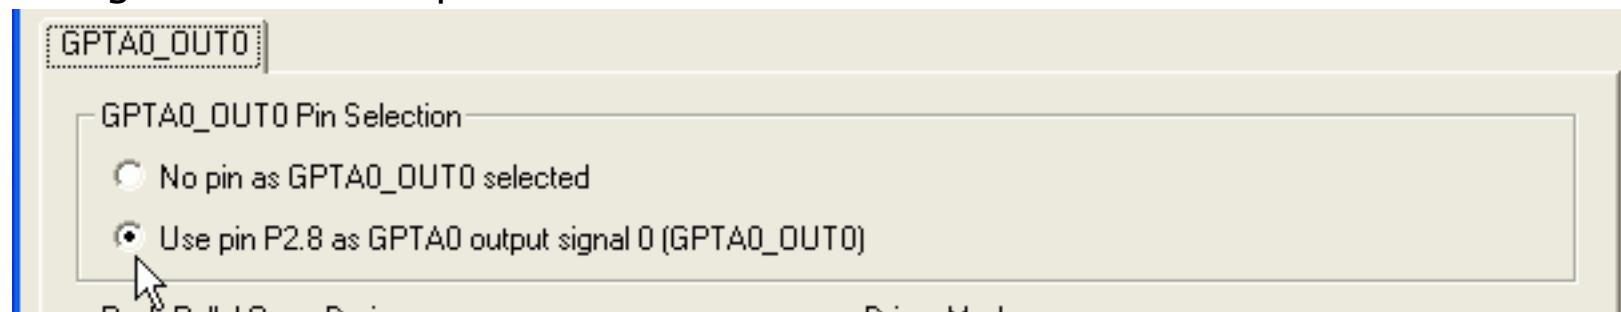 GPTA0_OUT0
GPTA0_OUT0 Pin Selection
No pin as GPTA0_OUT0 selected
Use pin P2.8 as GPTA0 output signal 0 (GPTA0_OUT0)